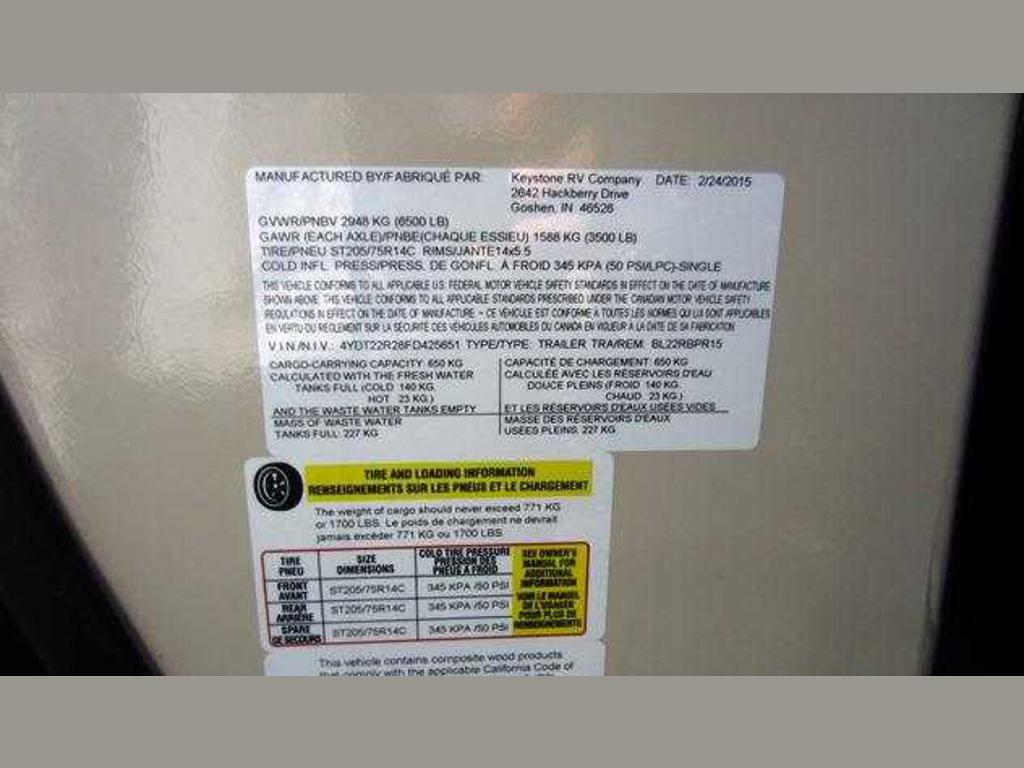 MANUFACTURED BY/FABRIQUÉ PAR: Keystone RV Company DATE: 2/24/2015
2642 Hackberry Drive
Goshen, IN 46526
GVWR/PNBV 2948 KG (6500 LB)
GAWR (EACH AXLE)/PNBE(CHAQUE ESSIEU) 1588 KG (3500 LB)
TIRE/PNEU ST205/75R14C RIMS/JANTE14x5.5
COLD INFL. PRESS/PRESS. DE GONFL. À FROID 345 KPA (50 PSI/LPC)-SINGLE
THIS VEHICLE CONFORMS TO ALL APPLICABLE U.S. FEDERAL MOTOR VEHICLE SAFETY STANDARDS IN EFFECT ON THE DATE OF MANUFACTURE
SHOWN ABOVE. THIS VEHICLE CONFORMS TO ALL APPLICABLE STANDARDS PRESCRIBED UNDER THE CANADIAN MOTOR VEHICLE SAFETY
REGULATIONS IN EFFECT ON THE DATE OF MANUFACTURE - CE VÉHICULE EST CONFORME À TOUTES LES NORMES QUI LUI SONT APPLICABLES
EN VERTU DU RÈGLEMENT SUR LA SÉCURITÉ DES VÉHICULES AUTOMOBILES DU CANADA EN VIGUEUR À LA DATE DE SA FABRICATION
V.I.N./N.I.V.: 4YDT22R28FD425651 TYPE/TYPE: TRAILER TRA/REM: BL22RBPR15
CARGO-CARRYING CAPACITY: 650 KG
CALCULATED WITH THE FRESH WATER
TANKS FULL (COLD 140 KG.
HOT 23 KG.)
AND THE WASTE WATER TANKS EMPTY
MASS OF WASTE WATER
TANKS FULL: 227 KG
CAPACITÉ DE CHARGEMENT: 650 KG
CALCULÉE AVEC LES RÉSERVOIRS D'EAU
DOUCE PLEINS (FROID 140 KG.
CHAUD 23 KG.)
ET LES RÉSERVOIRS D'EAUX USÉES VIDES
MASSE DES RÉSERVOIRS D'EAUX
USÉES PLEINS: 227 KG
TIRE AND LOADING INFORMATION
RENSEIGNEMENTS SUR LES PNEUS ET LE CHARGEMENT
The weight of cargo should never exceed 771 KG
or 1700 LBS. Le poids de chargement ne devrait
jamais excéder 771 KG ou 1700 LBS.
TIRE PNEU SIZE DIMENSIONS COLD TIRE PRESSURE PRESSION DES PNEUS À FROID
FRONT AVANT ST205/75R14C 345 KPA /50 PSI
REAR ARRIÈRE ST205/75R14C 345 KPA /50 PSI
SPARE DE SECOURS ST205/75R14C 345 KPA /50 PSI
SEE OWNER'S
MANUAL FOR
ADDITIONAL
INFORMATION
VOIR LE MANUEL
DE L'USAGER
POUR PLUS DE
RENSEIGNEMENTS
This vehicle contains composite wood products
that comply with the applicable California Code of